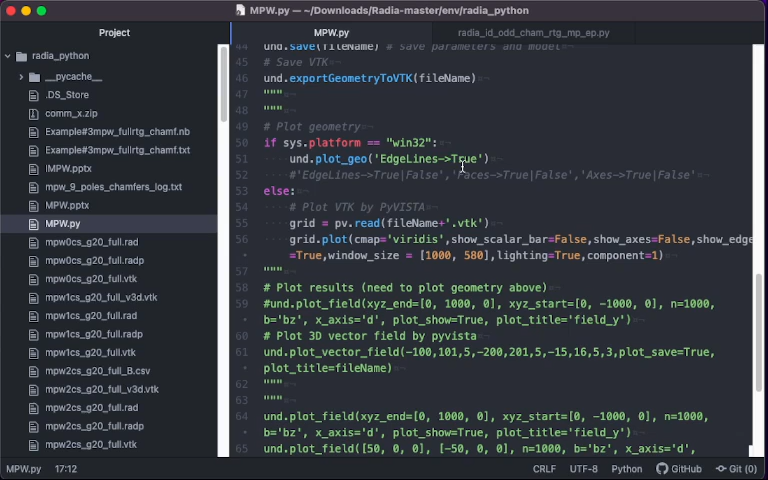 MPW.py — ~/Downloads/Radia-master/env/radia_python
Project
radia_python
__pycache__
.DS_Store
comm_x.zip
Example#3mpw_fullrtg_chamf.nb
Example#3mpw_fullrtg_chamf.txt
IMPW.pptx
mpw_9_poles_chamfers_log.txt
MPW.pptx
MPW.py
mpw0cs_g20_full.rad
mpw0cs_g20_full.radp
mpw0cs_g20_full.vtk
mpw1cs_g20_full_v3d.vtk
mpw1cs_g20_full.rad
mpw1cs_g20_full.radp
mpw1cs_g20_full.vtk
mpw2cs_g20_full_B.csv
mpw2cs_g20_full_v3d.vtk
mpw2cs_g20_full.rad
mpw2cs_g20_full.radp
mpw2cs_g20_full.vtk
MPW.py
radia_id_odd_cham_rtg_mp_ep.py
44 und.save(fileName) # save parameters and model
45 # Save VTK
46 und.exportGeometryToVTK(fileName)
47 """
48 """
49 # Plot geometry
50 if sys.platform == "win32":
51 und.plot_geo('EdgeLines->True')
52 #'EdgeLines->True|False','Faces->True|False','Axes->True|False'
53 else:
54 # Plot VTK by PyVISTA
55 grid = pv.read(fileName+'.vtk')
56 grid.plot(cmap='viridis',show_scalar_bar=False,show_axes=False,show_edge
=True,window_size = [1000, 580],lighting=True,component=1)
57 """
58 # Plot results (need to plot geometry above)
59 #und.plot_field(xyz_end=[0, 1000, 0], xyz_start=[0, -1000, 0], n=1000,
b='bz', x_axis='d', plot_show=True, plot_title='field_y')
60 # Plot 3D vector field by pyvista
61 und.plot_vector_field(-100,101,5,-200,201,5,-15,16,5,3,plot_save=True,
plot_title=fileName)
62 """
63 """
64 und.plot_field(xyz_end=[0, 1000, 0], xyz_start=[0, -1000, 0], n=1000,
b='bz', x_axis='d', plot_show=True, plot_title='field_y')
65 und.plot_field([50, 0, 0], [-50, 0, 0], n=1000, b='bz', x_axis='d',
MPW.py 17:12 CRLF UTF-8 Python GitHub Git (0)